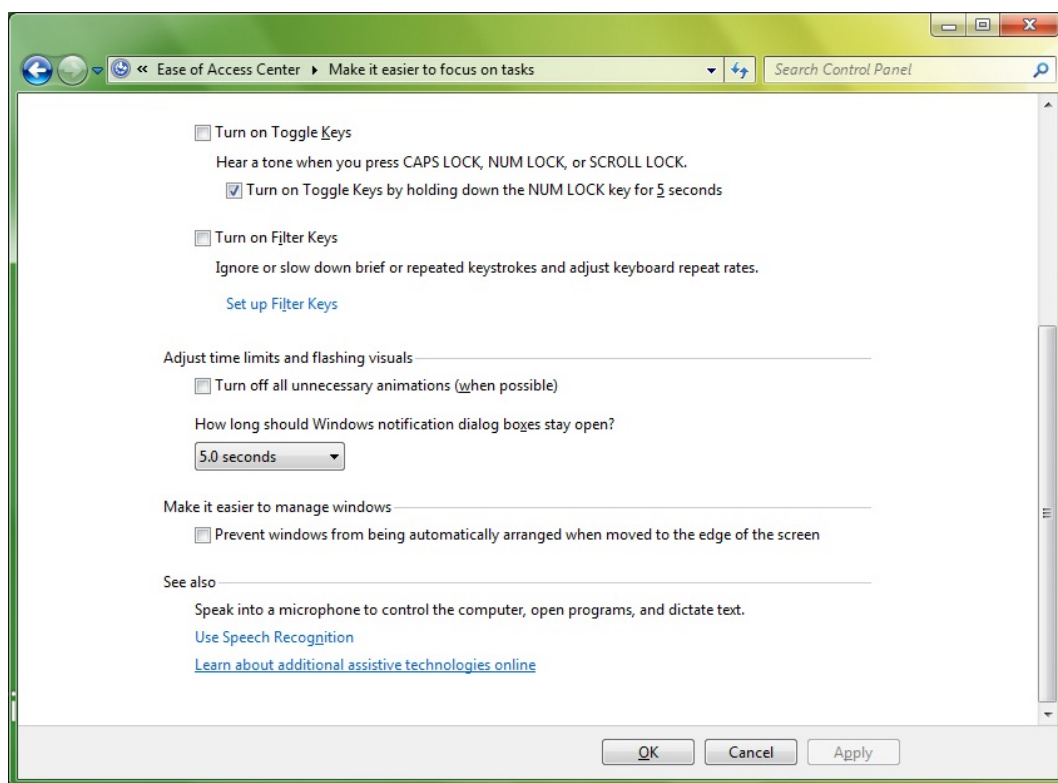 « Ease of Access Center ▸ Make it easier to focus on tasks
Search Control Panel
Turn on Toggle Keys
Hear a tone when you press CAPS LOCK, NUM LOCK, or SCROLL LOCK.
Turn on Toggle Keys by holding down the NUM LOCK key for 5 seconds
Turn on Filter Keys
Ignore or slow down brief or repeated keystrokes and adjust keyboard repeat rates.
Set up Filter Keys
Adjust time limits and flashing visuals
Turn off all unnecessary animations (when possible)
How long should Windows notification dialog boxes stay open?
5.0 seconds
Make it easier to manage windows
Prevent windows from being automatically arranged when moved to the edge of the screen
See also
Speak into a microphone to control the computer, open programs, and dictate text.
Use Speech Recognition
Learn about additional assistive technologies online
OK Cancel Apply